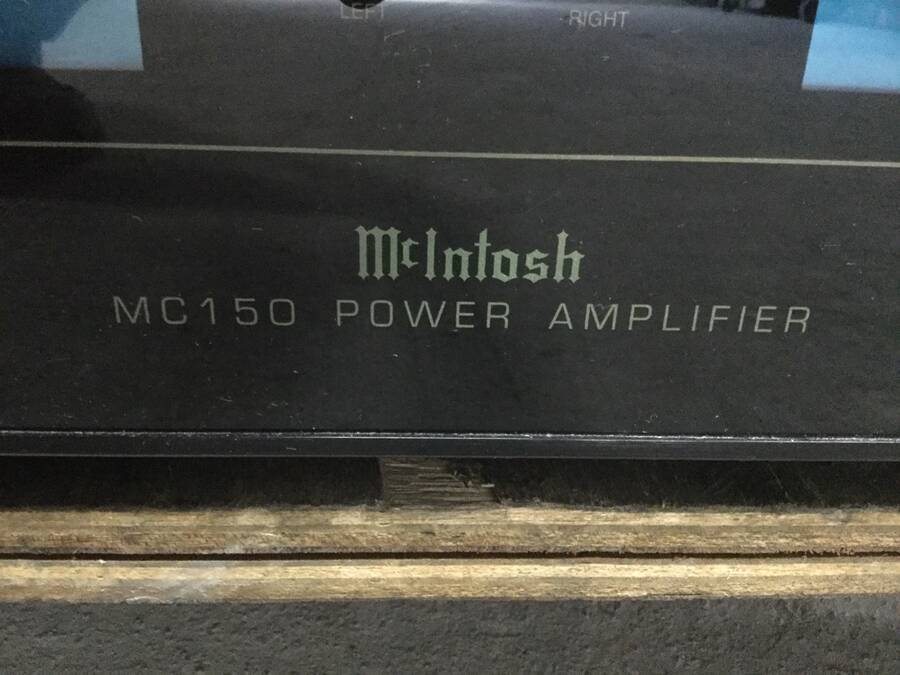 LEFT RIGHT
McIntosh
MC150 POWER AMPLIFIER